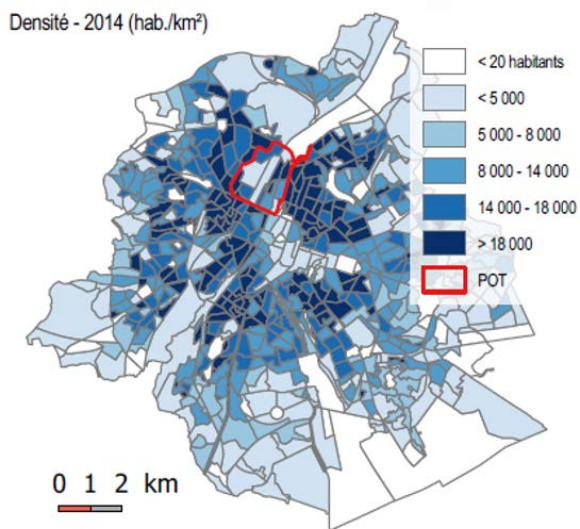 Densité - 2014 (hab./km²)
< 20 habitants
< 5 000
5 000 - 8 000
8 000 - 14 000
14 000 - 18 000
> 18 000
POT
0 1 2 km